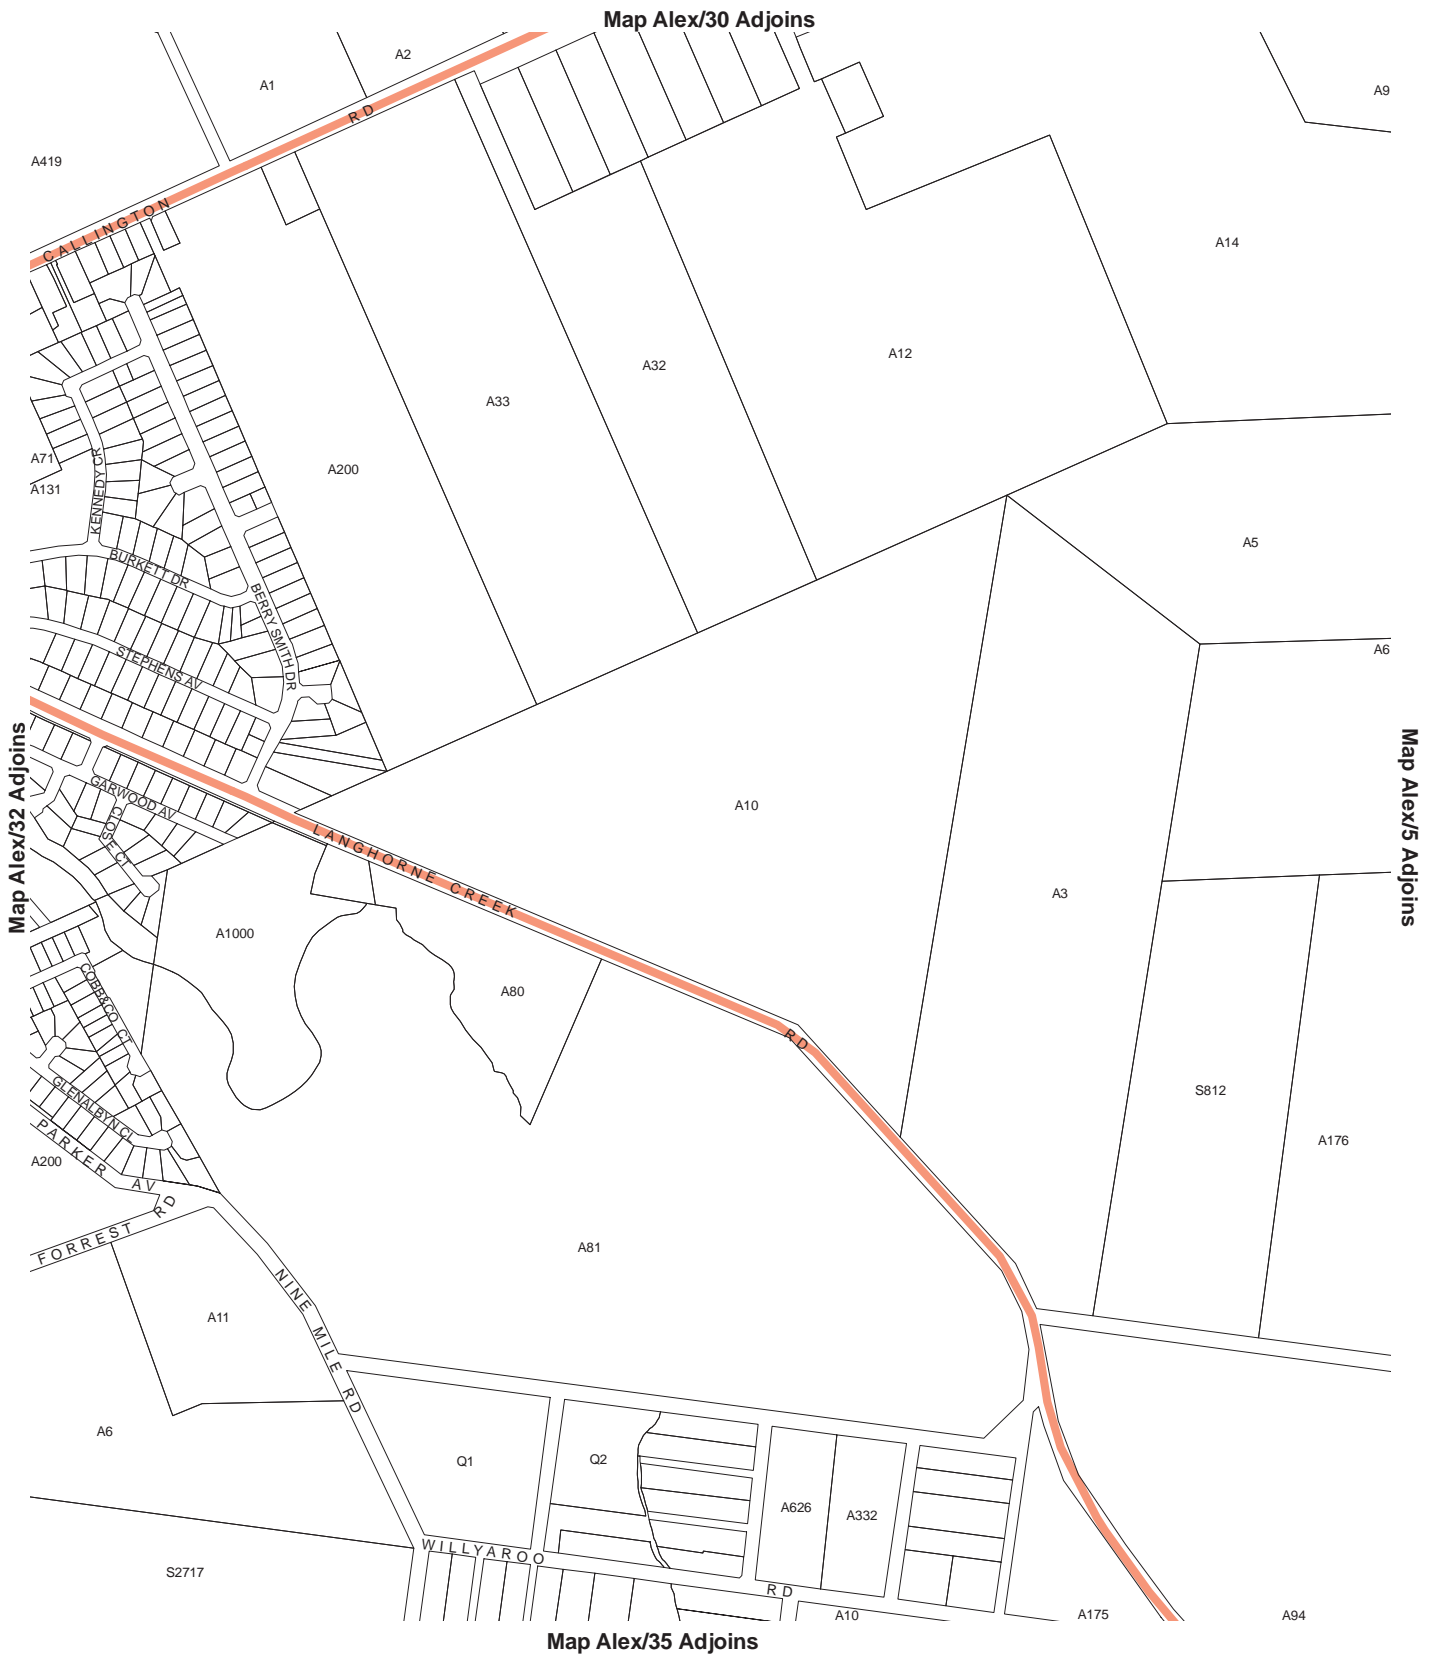 Map Alex/30 Adjoins
A2
A1
A9
RD
A419
CALLINGTON
A14
A12
A32
A33
A71
A200
A131
KENNEDY CR
BURKETT DR
A5
BERRY SMITH DR
STEPHENS AV
A6
Map Alex/32 Adjoins
Map Alex/5 Adjoins
GARWOOD AV
CLOSE CT
A10
LANGHORNE CREEK
A3
A1000
A80
COBB&CO CT
RD
GLENALBYN CL
S812
PARKER
AV
A176
A200
RD
FORREST
A81
NINE MILE RD
A11
A6
Q1
Q2
A626
A332
WILLYAROO
RD
S2717
A10
A175
A94
Map Alex/35 Adjoins